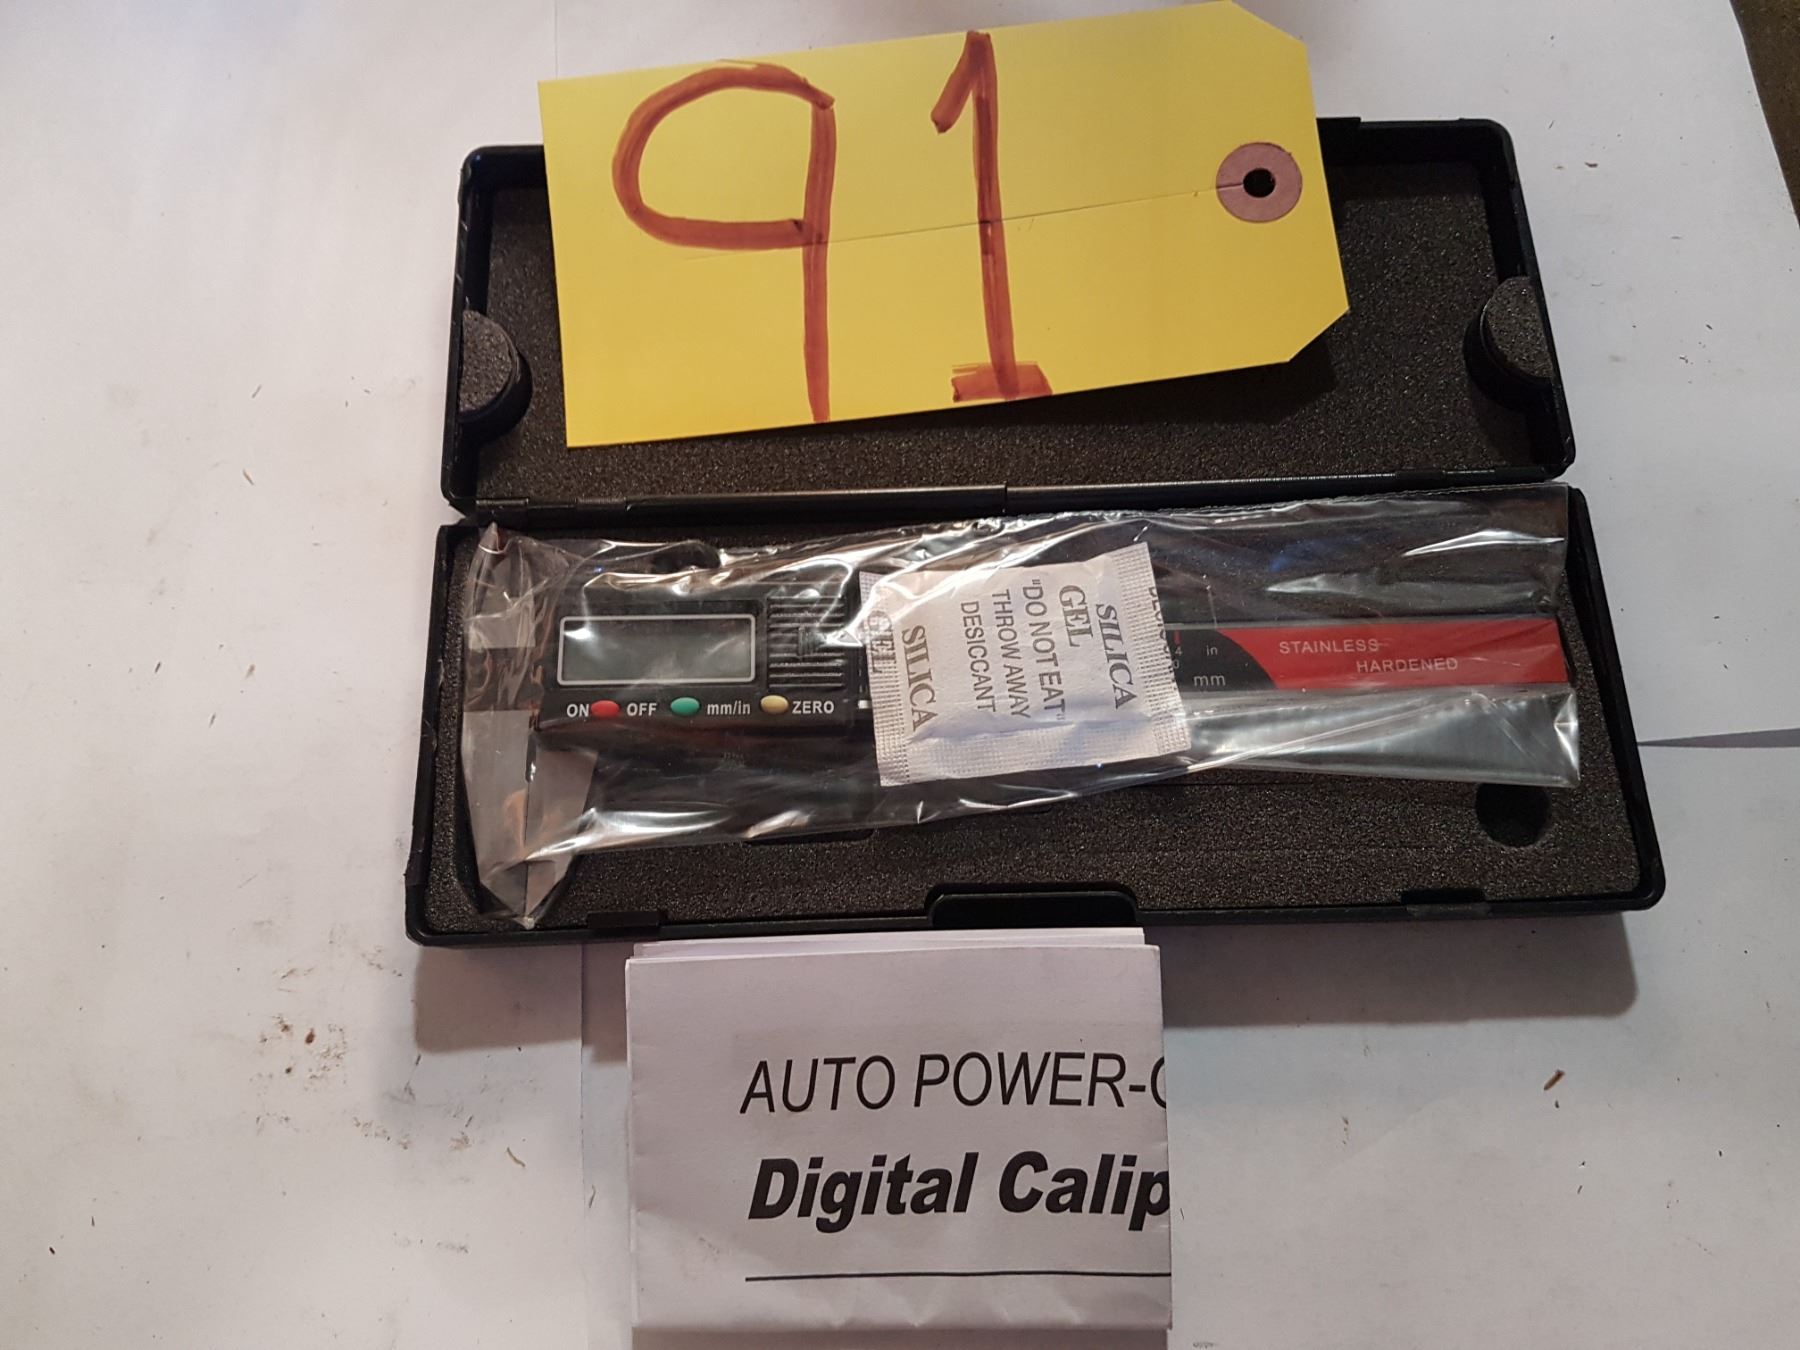 91
ON OFF mm/in ZERO
SILICA
GEL
"DO NOT EAT"
THROW AWAY
DESICCANT
SILICA
GEL
4 in
mm
STAINLESS
HARDENED
AUTO POWER-
Digital Calip